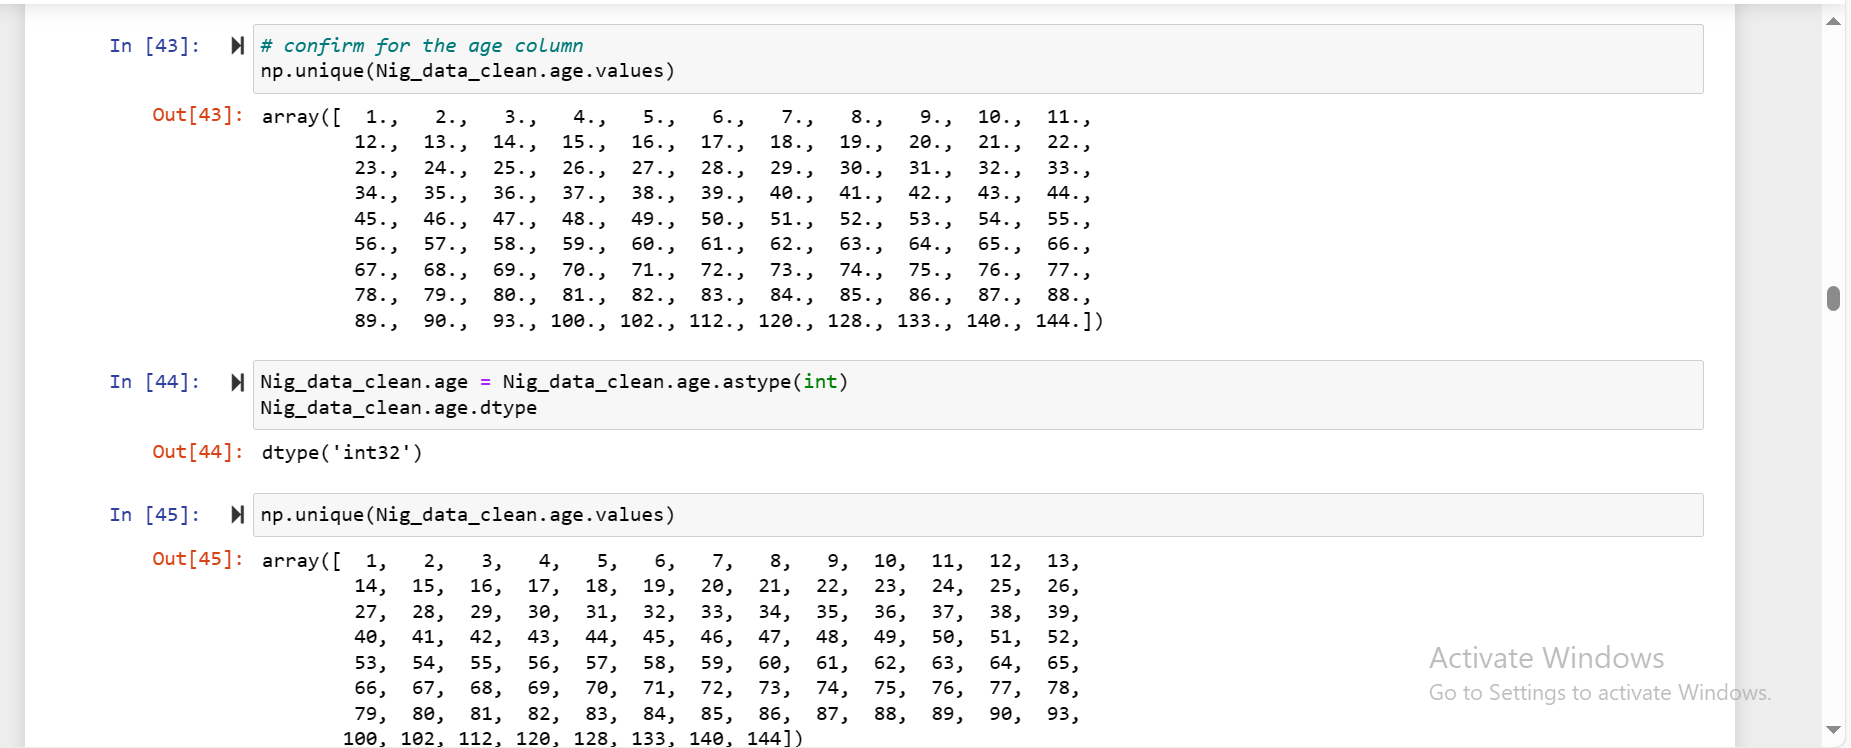 In [43]:
# confirm for the age column
np.unique(Nig_data_clean.age.values)
Out[43]: array([  1.,   2.,   3.,   4.,   5.,   6.,   7.,   8.,   9.,  10.,  11.,
        12.,  13.,  14.,  15.,  16.,  17.,  18.,  19.,  20.,  21.,  22.,
        23.,  24.,  25.,  26.,  27.,  28.,  29.,  30.,  31.,  32.,  33.,
        34.,  35.,  36.,  37.,  38.,  39.,  40.,  41.,  42.,  43.,  44.,
        45.,  46.,  47.,  48.,  49.,  50.,  51.,  52.,  53.,  54.,  55.,
        56.,  57.,  58.,  59.,  60.,  61.,  62.,  63.,  64.,  65.,  66.,
        67.,  68.,  69.,  70.,  71.,  72.,  73.,  74.,  75.,  76.,  77.,
        78.,  79.,  80.,  81.,  82.,  83.,  84.,  85.,  86.,  87.,  88.,
        89.,  90.,  93., 100., 102., 112., 120., 128., 133., 140., 144.])
In [44]:
Nig_data_clean.age = Nig_data_clean.age.astype(int)
Nig_data_clean.age.dtype
Out[44]: dtype('int32')
In [45]:
np.unique(Nig_data_clean.age.values)
Out[45]: array([  1,   2,   3,   4,   5,   6,   7,   8,   9,  10,  11,  12,  13,
        14,  15,  16,  17,  18,  19,  20,  21,  22,  23,  24,  25,  26,
        27,  28,  29,  30,  31,  32,  33,  34,  35,  36,  37,  38,  39,
        40,  41,  42,  43,  44,  45,  46,  47,  48,  49,  50,  51,  52,
        53,  54,  55,  56,  57,  58,  59,  60,  61,  62,  63,  64,  65,
        66,  67,  68,  69,  70,  71,  72,  73,  74,  75,  76,  77,  78,
        79,  80,  81,  82,  83,  84,  85,  86,  87,  88,  89,  90,  93,
       100, 102, 112, 120, 128, 133, 140, 144])
Activate Windows
Go to Settings to activate Windows.